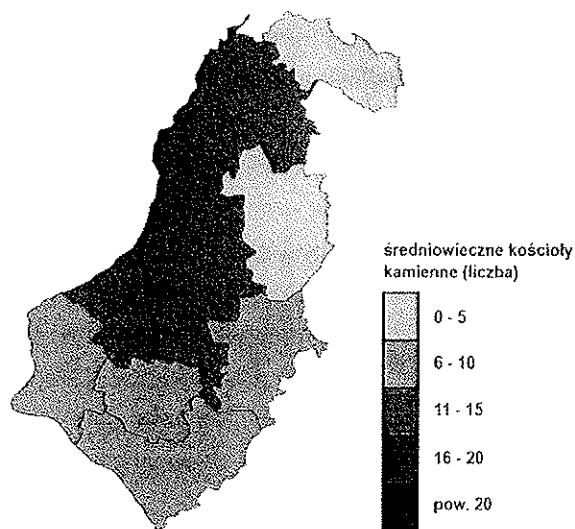 średniowieczne kościoły
kamienne (liczba)
0 - 5
6 - 10
11 - 15
16 - 20
pow. 20